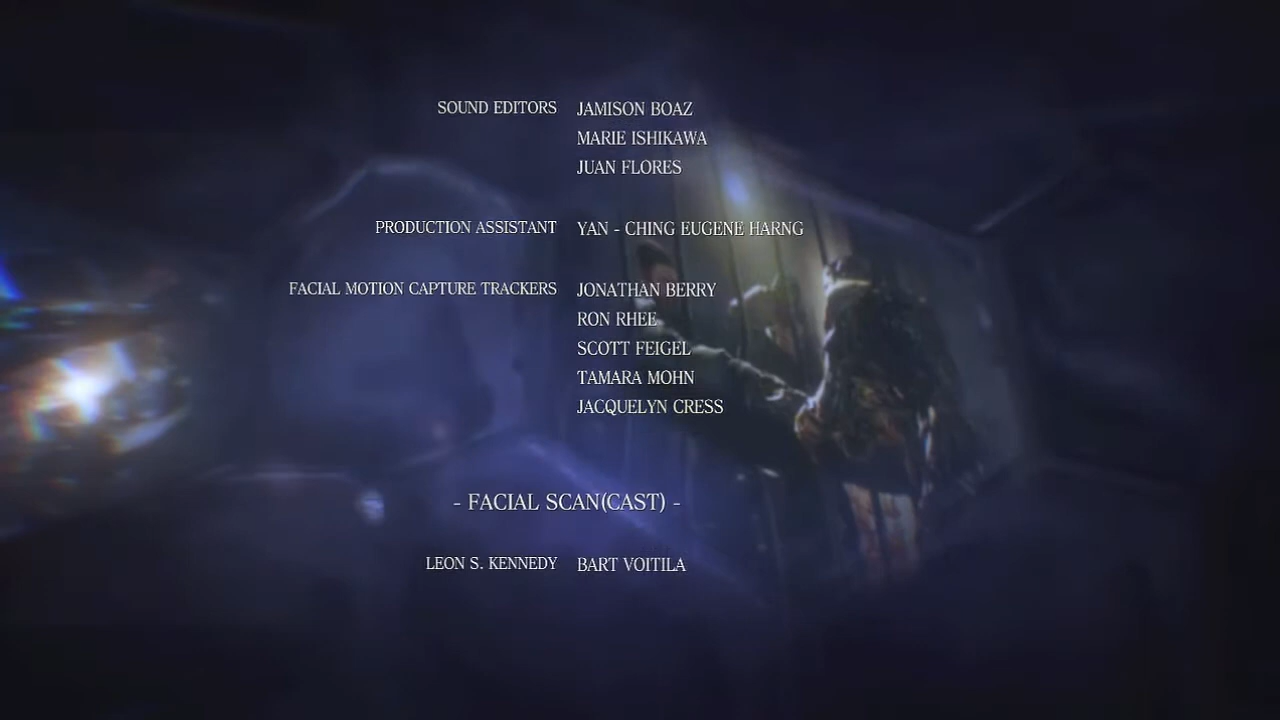 SOUND EDITORS JAMISON BOAZ
MARIE ISHIKAWA
JUAN FLORES
PRODUCTION ASSISTANT YAN - CHING EUGENE HARNG
FACIAL MOTION CAPTURE TRACKERS JONATHAN BERRY
RON RHEE
SCOTT FEIGEL
TAMARA MOHN
JACQUELYN CRESS
- FACIAL SCAN(CAST) -
LEON S. KENNEDY BART VOITILA